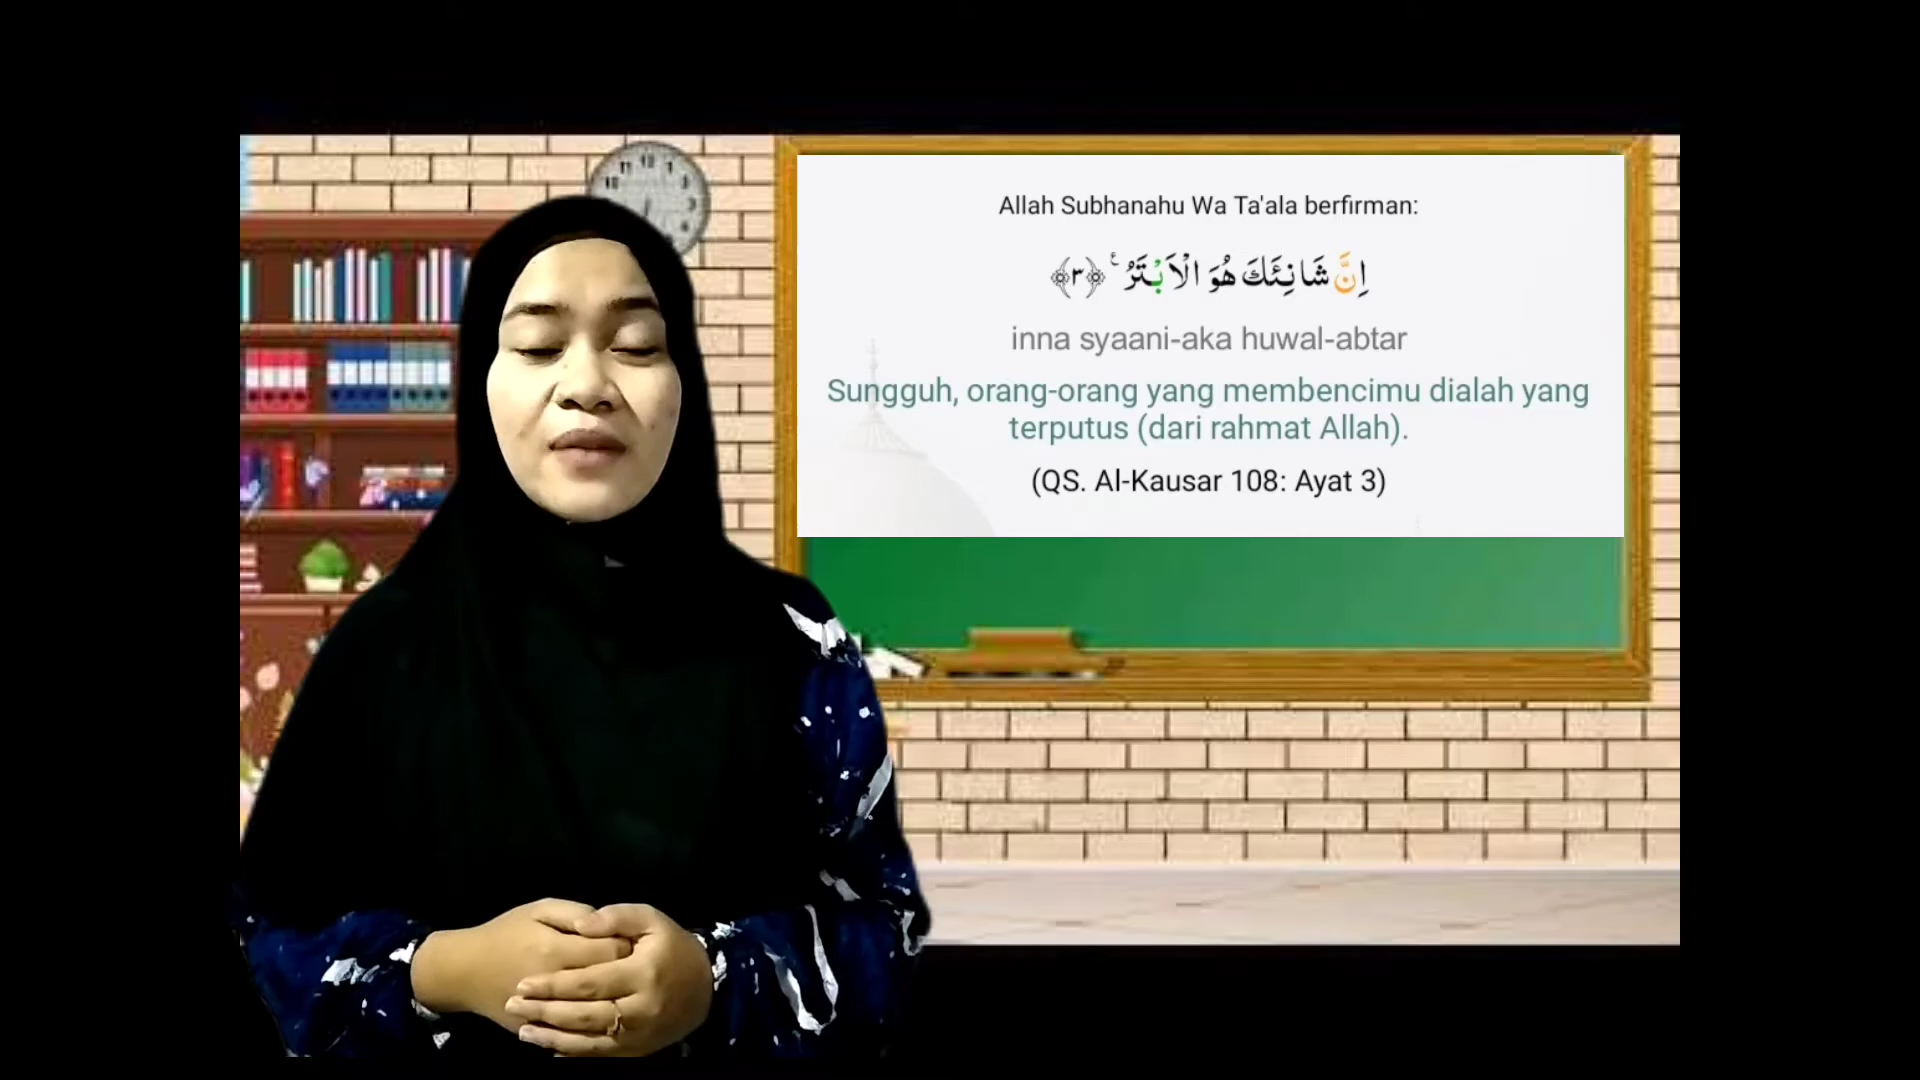 Allah Subhanahu Wa Ta'ala berfirman:
اِنَّ شَانِئَكَ هُوَ الْاَبْتَرُ ۚ ﴿٣﴾
inna syaani-aka huwal-abtar
Sungguh, orang-orang yang membencimu dialah yang
terputus (dari rahmat Allah).
(QS. Al-Kausar 108: Ayat 3)